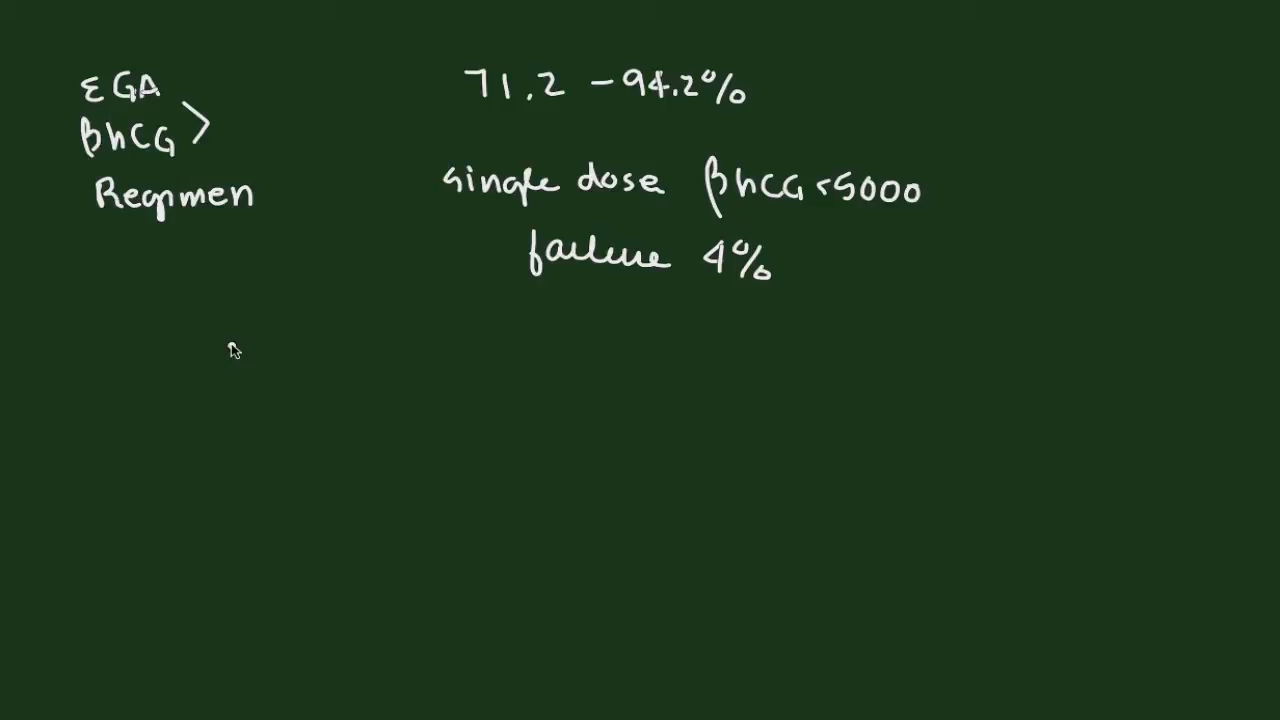 EGA
βhCG >
Regimen
71.2 - 94.2%
single dose βhCG <5000
failure 4%